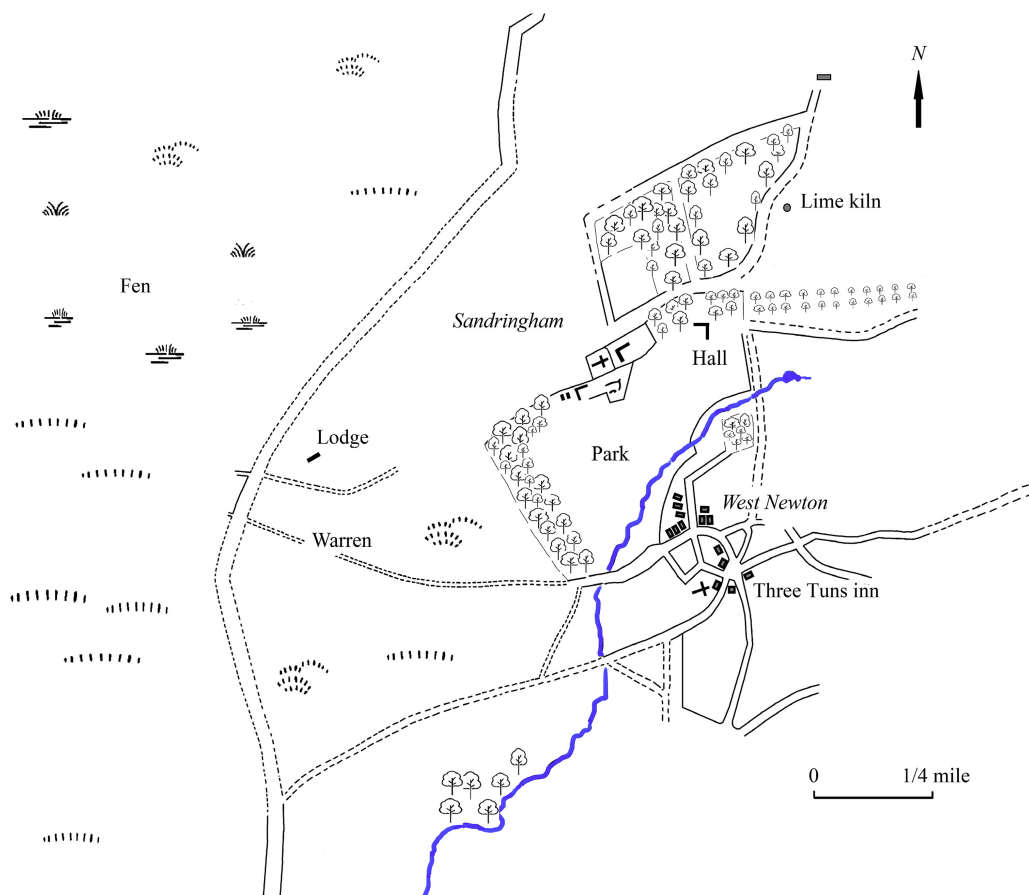 N
Lime kiln
Fen
Sandringham
Hall
Lodge
Park
West Newton
Warren
Three Tuns inn
0 1/4 mile